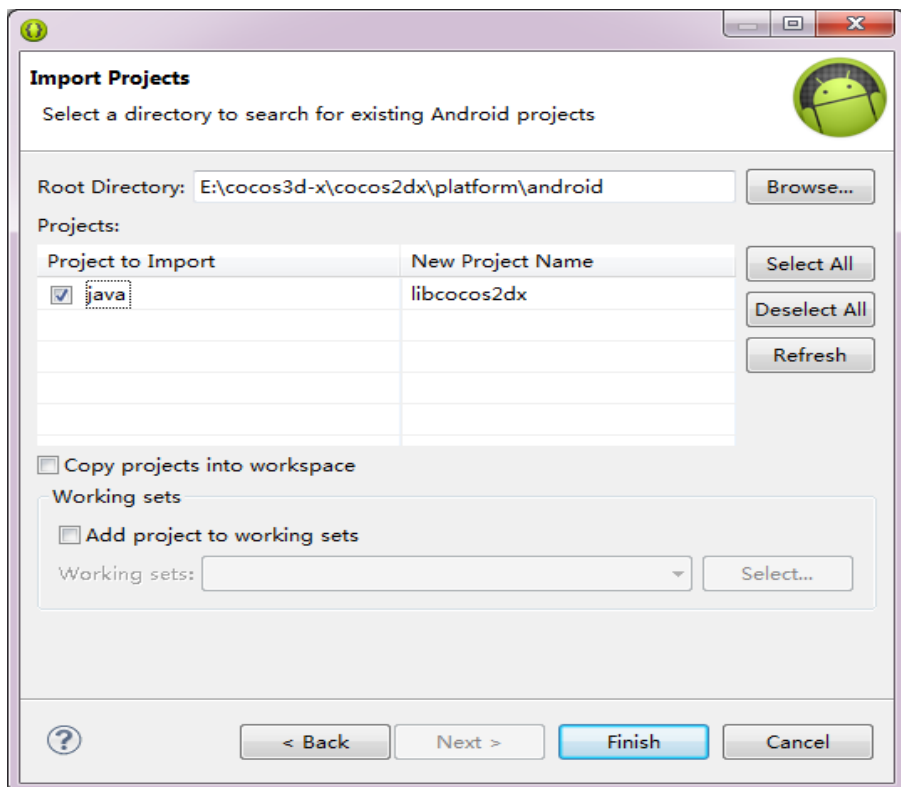 Import Projects
Select a directory to search for existing Android projects
Root Directory: E:\cocos3d-x\cocos2dx\platform\android Browse...
Projects:
Project to Import New Project Name Select All
java libcocos2dx
Deselect All
Refresh
Copy projects into workspace
Working sets
Add project to working sets
Working sets: Select...
? < Back Next > Finish Cancel